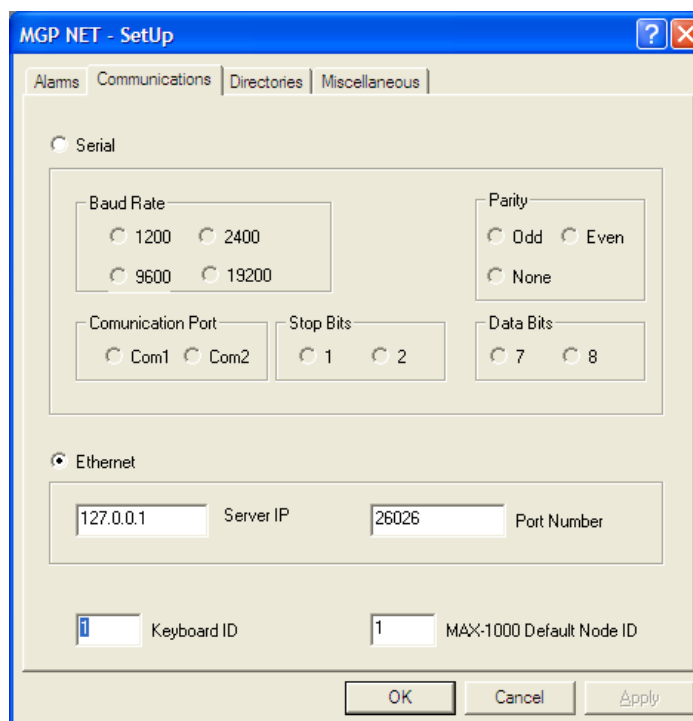 MGP NET - SetUp
Alarms Communications Directories Miscellaneous
Serial
Baud Rate Parity
1200 2400 Odd Even
9600 19200 None
Comunication Port Stop Bits Data Bits
Com1 Com2 1 2 7 8
Ethernet
127.0.0.1 Server IP 26026 Port Number
1 Keyboard ID 1 MAX-1000 Default Node ID
OK Cancel Apply